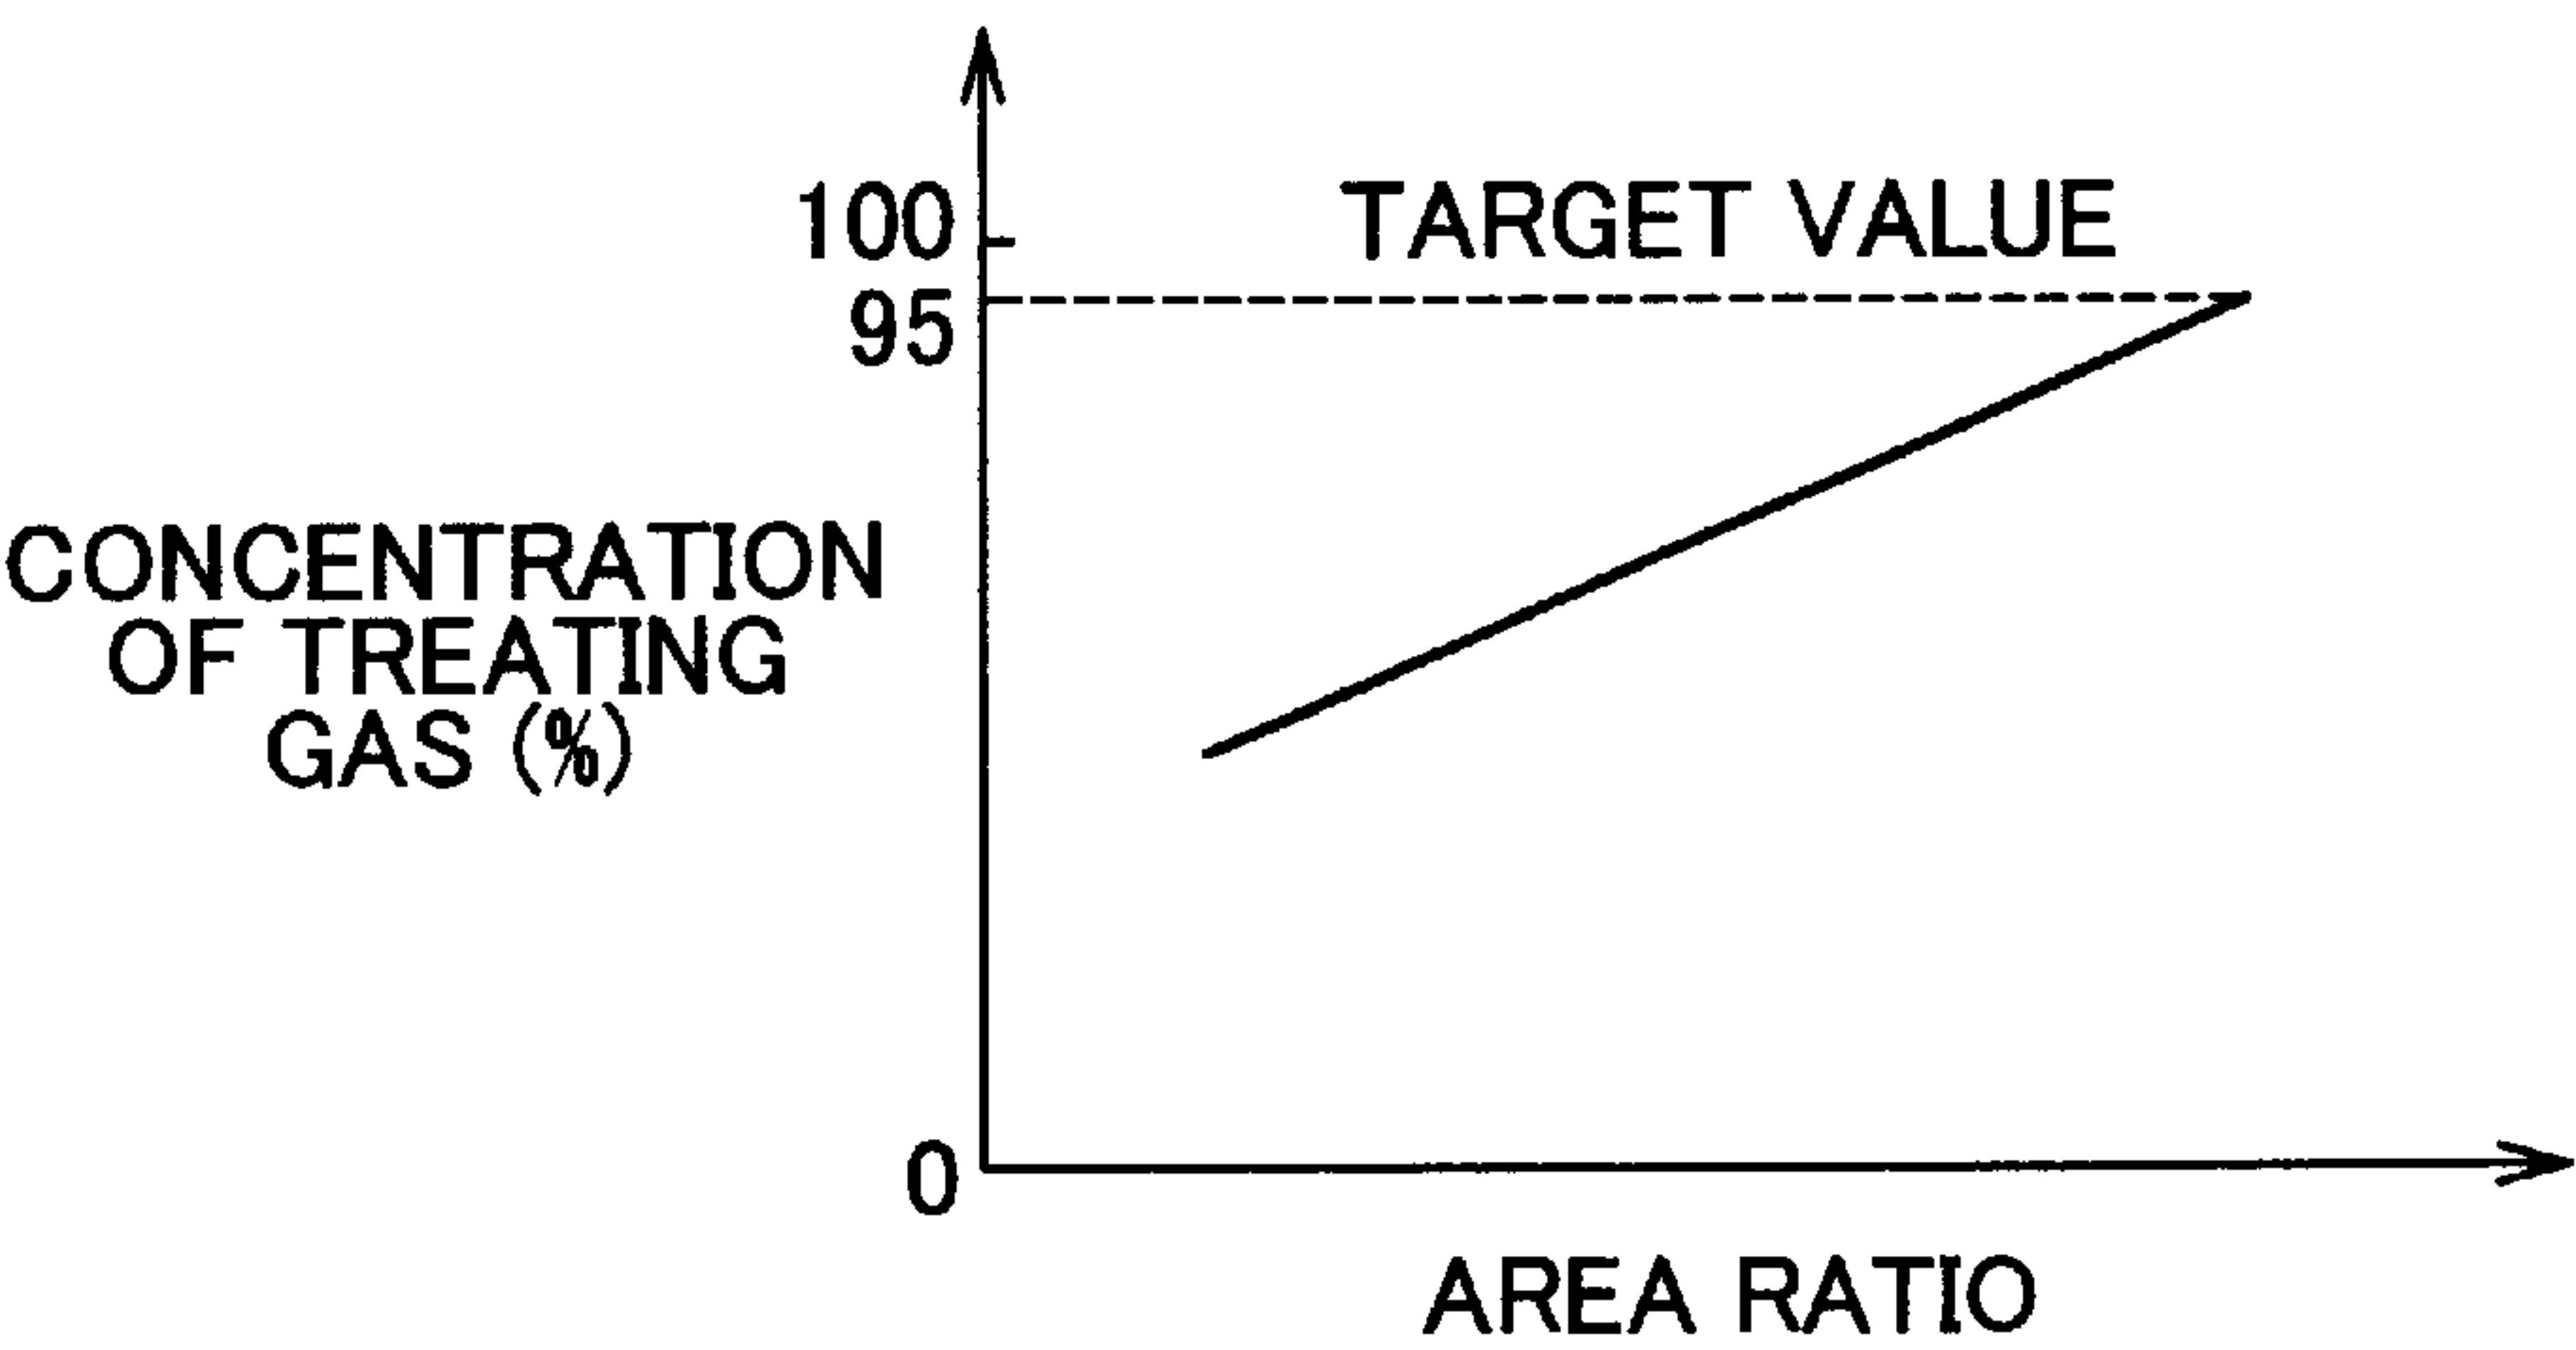 100
TARGET VALUE
95
CONCENTRATION
OF TREATING
GAS (%)
0
AREA RATIO